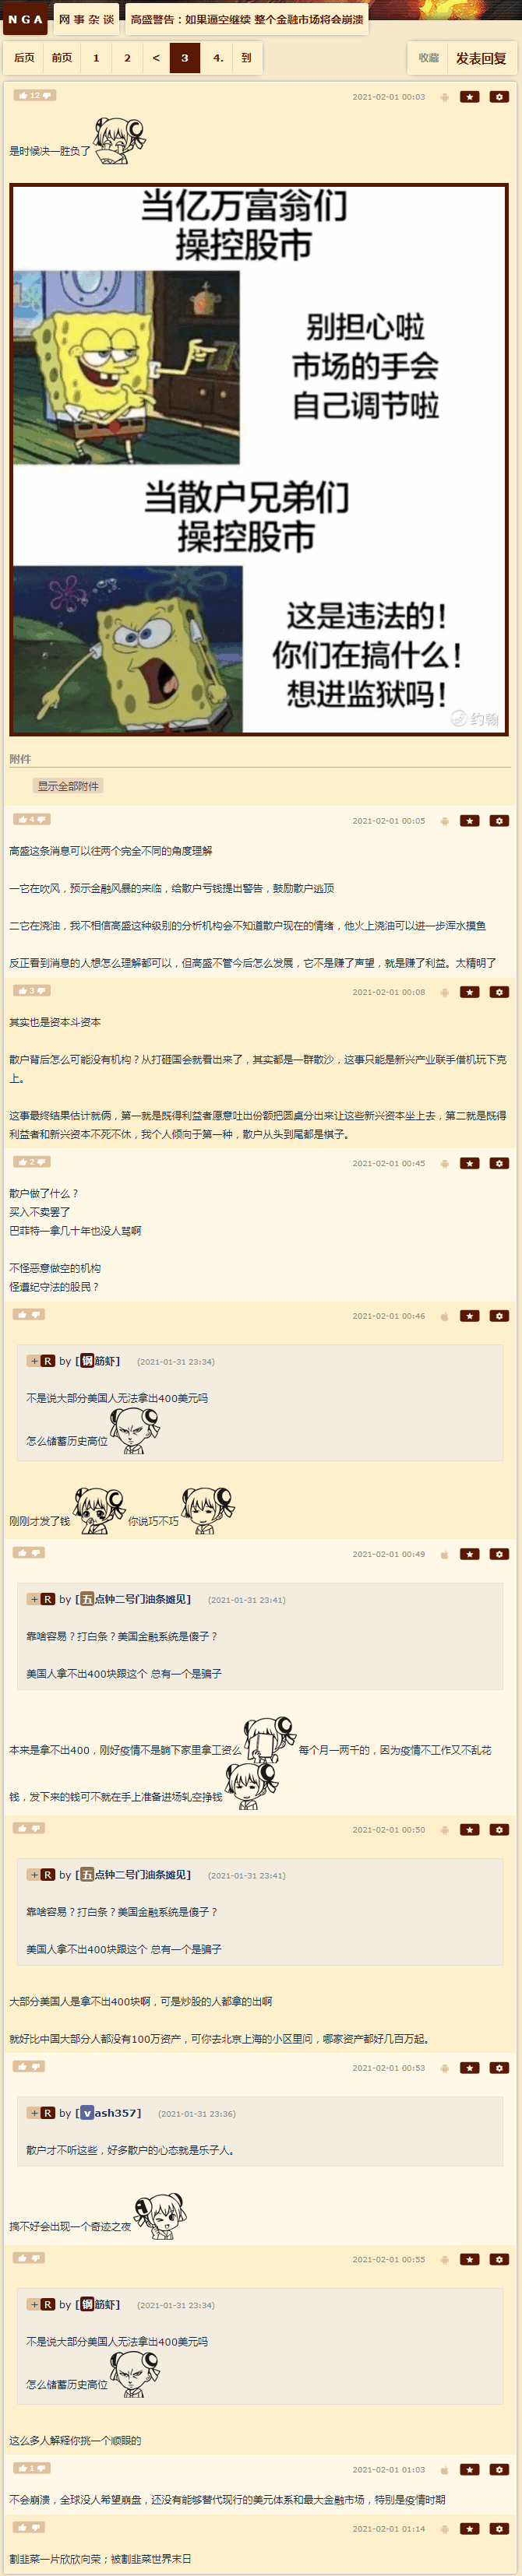 NGA
网事杂谈
高盛警告：如果逼空继续 整个金融市场将会崩溃
后页 前页 1 2 < 3 4. 到
收藏 发表回复
12
2021-02-01 00:03
是时候决一胜负了
当亿万富翁们
操控股市
别担心啦
市场的手会
自己调节啦
当散户兄弟们
操控股市
这是违法的！
你们在搞什么！
想进监狱吗！
约翰
附件
显示全部附件
4
2021-02-01 00:05
高盛这条消息可以往两个完全不同的角度理解
一它在吹风，预示金融风暴的来临，给散户亏钱提出警告，鼓励散户逃顶
二它在浇油，我不相信高盛这种级别的分析机构会不知道散户现在的情绪，他火上浇油可以进一步浑水摸鱼
反正看到消息的人想怎么理解都可以，但高盛不管今后怎么发展，它不是赚了声望，就是赚了利益。太精明了
3
2021-02-01 00:08
其实也是资本斗资本
散户背后怎么可能没有机构？从打砸国会就看出来了，其实都是一群散沙，这事只能是新兴产业联手借机玩下克
上。
这事最终结果估计就俩，第一就是既得利益者愿意吐出份额把圆桌分出来让这些新兴资本坐上去，第二就是既得
利益者和新兴资本不死不休，我个人倾向于第一种，散户从头到尾都是棋子。
2
2021-02-01 00:45
散户做了什么？
买入不卖罢了
巴菲特一拿几十年也没人骂啊
不怪恶意做空的机构
怪遵纪守法的股民？
2021-02-01 00:46
+ R by [钢筋虾] (2021-01-31 23:34)
不是说大部分美国人无法拿出400美元吗
怎么储蓄历史高位
刚刚才发了钱 你说巧不巧
2021-02-01 00:49
+ R by [五点钟二号门油条摊见] (2021-01-31 23:41)
靠啥容易？打白条？美国金融系统是傻子？
美国人拿不出400块跟这个 总有一个是骗子
本来是拿不出400，刚好疫情不是躺下家里拿工资么 每个月一两千的，因为疫情不工作又不乱花
钱，发下来的钱可不就在手上准备进场轧空挣钱
2021-02-01 00:50
+ R by [五点钟二号门油条摊见] (2021-01-31 23:41)
靠啥容易？打白条？美国金融系统是傻子？
美国人拿不出400块跟这个 总有一个是骗子
大部分美国人是拿不出400块啊，可是炒股的人都拿的出啊
就好比中国大部分人都没有100万资产，可你去北京上海的小区里问，哪家资产都好几百万起。
2021-02-01 00:53
+ R by [vash357] (2021-01-31 23:36)
散户才不听这些，好多散户的心态就是乐子人。
搞不好会出现一个奇迹之夜
2021-02-01 00:55
+ R by [钢筋虾] (2021-01-31 23:34)
不是说大部分美国人无法拿出400美元吗
怎么储蓄历史高位
这么多人解释你挑一个顺眼的
1
2021-02-01 01:03
不会崩溃，全球没人希望崩盘，还没有能够替代现行的美元体系和最大金融市场，特别是疫情时期
2021-02-01 01:14
割韭菜一片欣欣向荣；被割韭菜世界末日